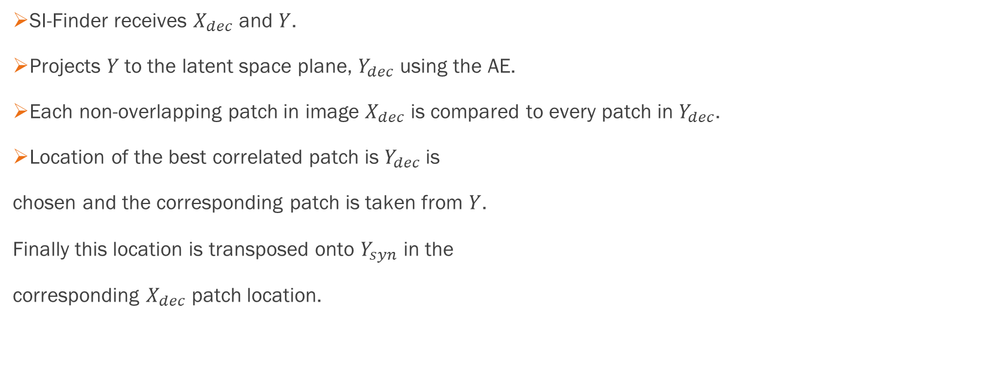 ➢SI-Finder receives $X_{dec}$ and $Y$.
➢Projects $Y$ to the latent space plane, $Y_{dec}$ using the AE.
➢Each non-overlapping patch in image $X_{dec}$ is compared to every patch in $Y_{dec}$.
➢Location of the best correlated patch is $Y_{dec}$ is
chosen and the corresponding patch is taken from $Y$.
Finally this location is transposed onto $Y_{syn}$ in the
corresponding $X_{dec}$ patch location.